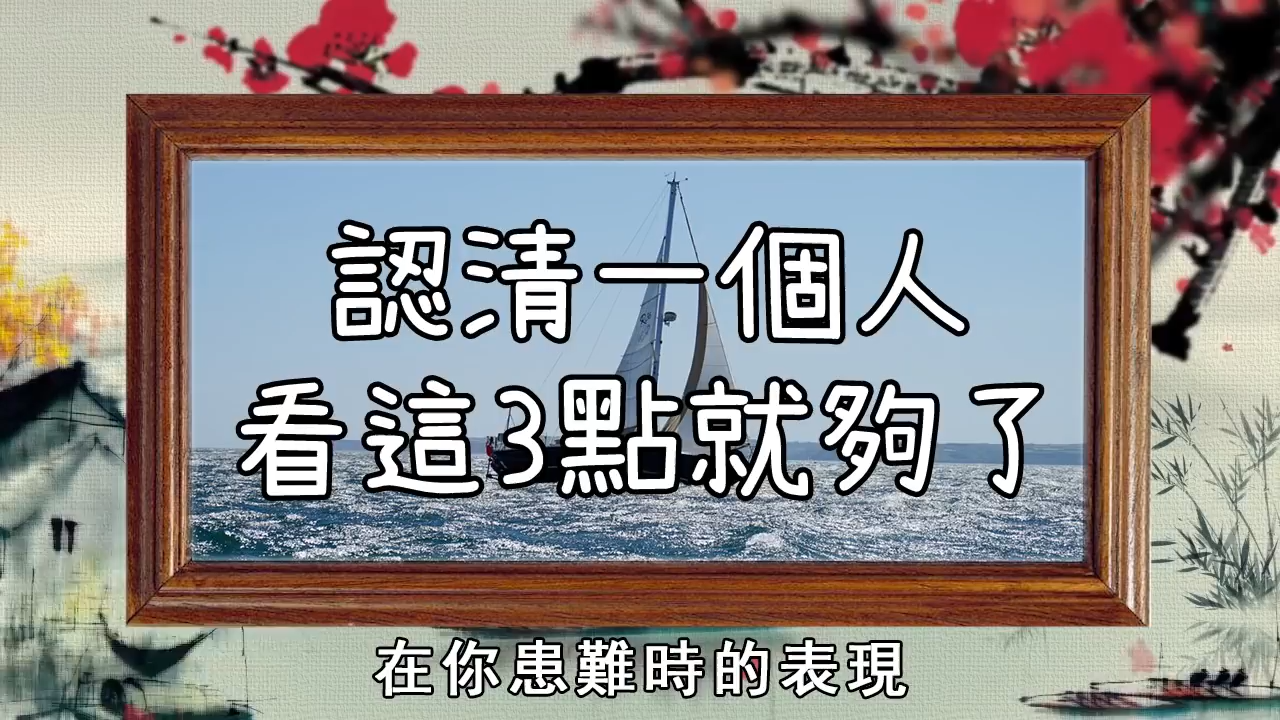 認清一個人
看這3點就夠了
在你患難時的表現